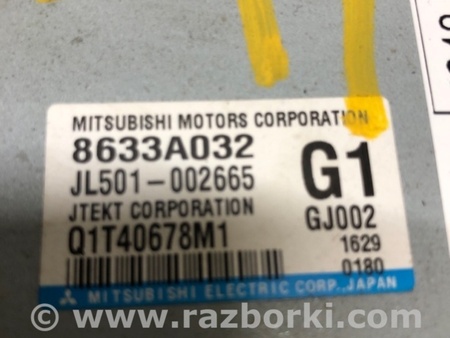 MITSUBISHI MOTORS CORPORATION
8633A032
G1
JL501-002665
JTEKT CORPORATION
GJ002
Q1T40678M1
1629
0180
MITSUBISHI ELECTRIC CORP., JAPAN
© www.razborki.com